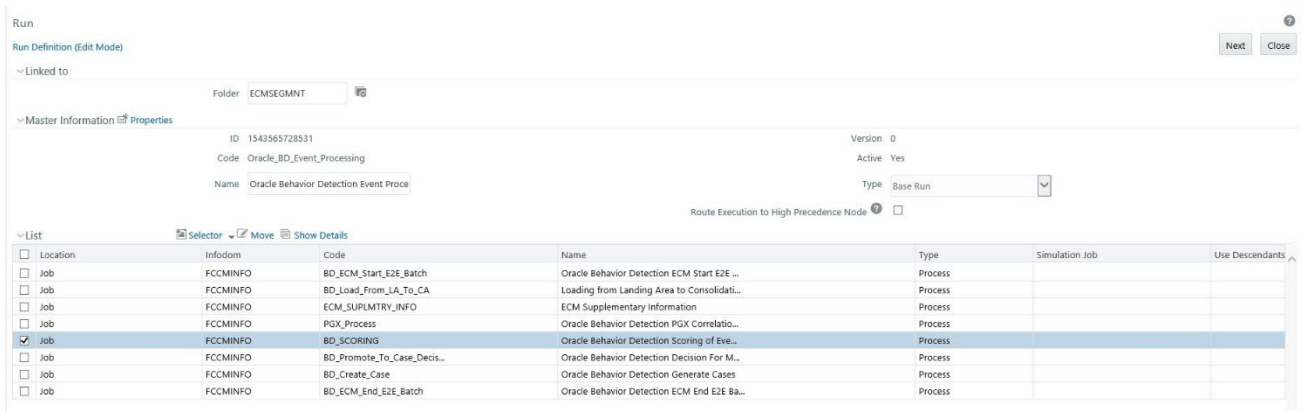 Run
Run Definition (Edit Mode)
Next Close
Linked to
Folder ECMSEGMNT
Master Information Properties
ID 1543565728531 Version 0
Code Oracle_BD_Event_Processing Active Yes
Name Oracle Behavior Detection Event Proce Type Base Run
Route Execution to High Precedence Node
List Selector Move Show Details
Location Infodom Code Name Type Simulation Job Use Descendants
Job FCCMINFO BD_ECM_Start_E2E_Batch Oracle Behavior Detection ECM Start E2E ... Process
Job FCCMINFO BD_Load_From_LA_To_CA Loading from Landing Area to Consolidati... Process
Job FCCMINFO ECM_SUPLMTRY_INFO ECM Supplementary Information Process
Job FCCMINFO PGX_Process Oracle Behavior Detection PGX Correlatio... Process
Job FCCMINFO BD_SCORING Oracle Behavior Detection Scoring of Eve... Process
Job FCCMINFO BD_Promote_To_Case_Decis... Oracle Behavior Detection Decision For M... Process
Job FCCMINFO BD_Create_Case Oracle Behavior Detection Generate Cases Process
Job FCCMINFO BD_ECM_End_E2E_Batch Oracle Behavior Detection ECM End E2E Ba... Process